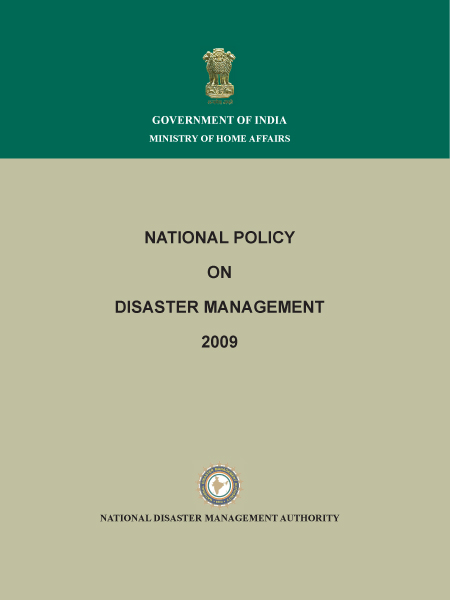 GOVERNMENT OF INDIA
MINISTRY OF HOME AFFAIRS
NATIONAL POLICY
ON
DISASTER MANAGEMENT
2009
NATIONAL DISASTER MANAGEMENT AUTHORITY